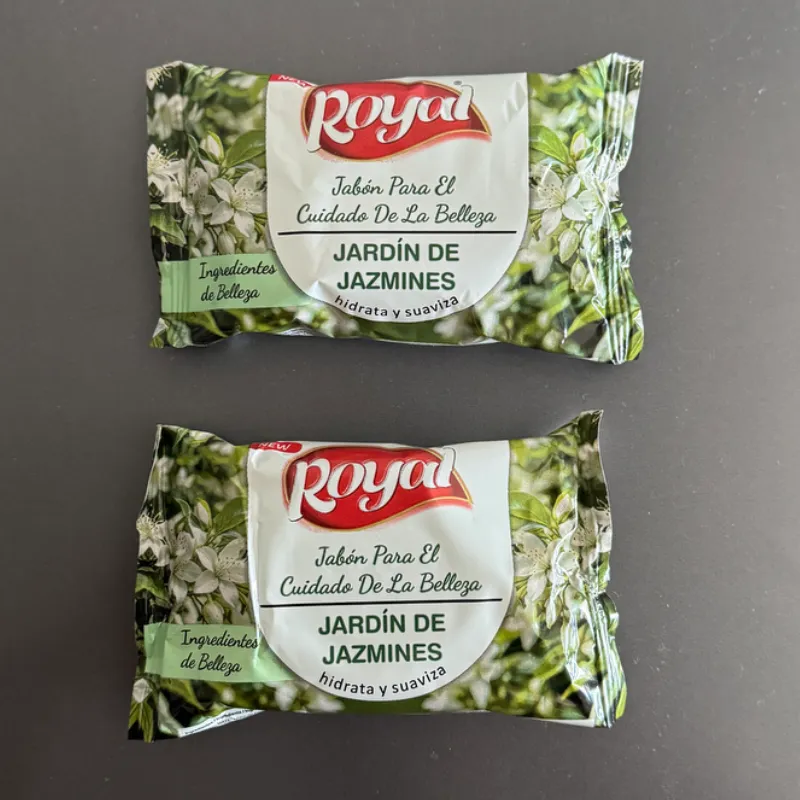 NEW
Royal
Jabón Para El
Cuidado De La Belleza
JARDÍN DE
JAZMINES
hidrata y suaviza
Ingredientes
de Belleza
NEW
Royal
Jabón Para El
Cuidado De La Belleza
JARDÍN DE
JAZMINES
hidrata y suaviza
Ingredientes
de Belleza